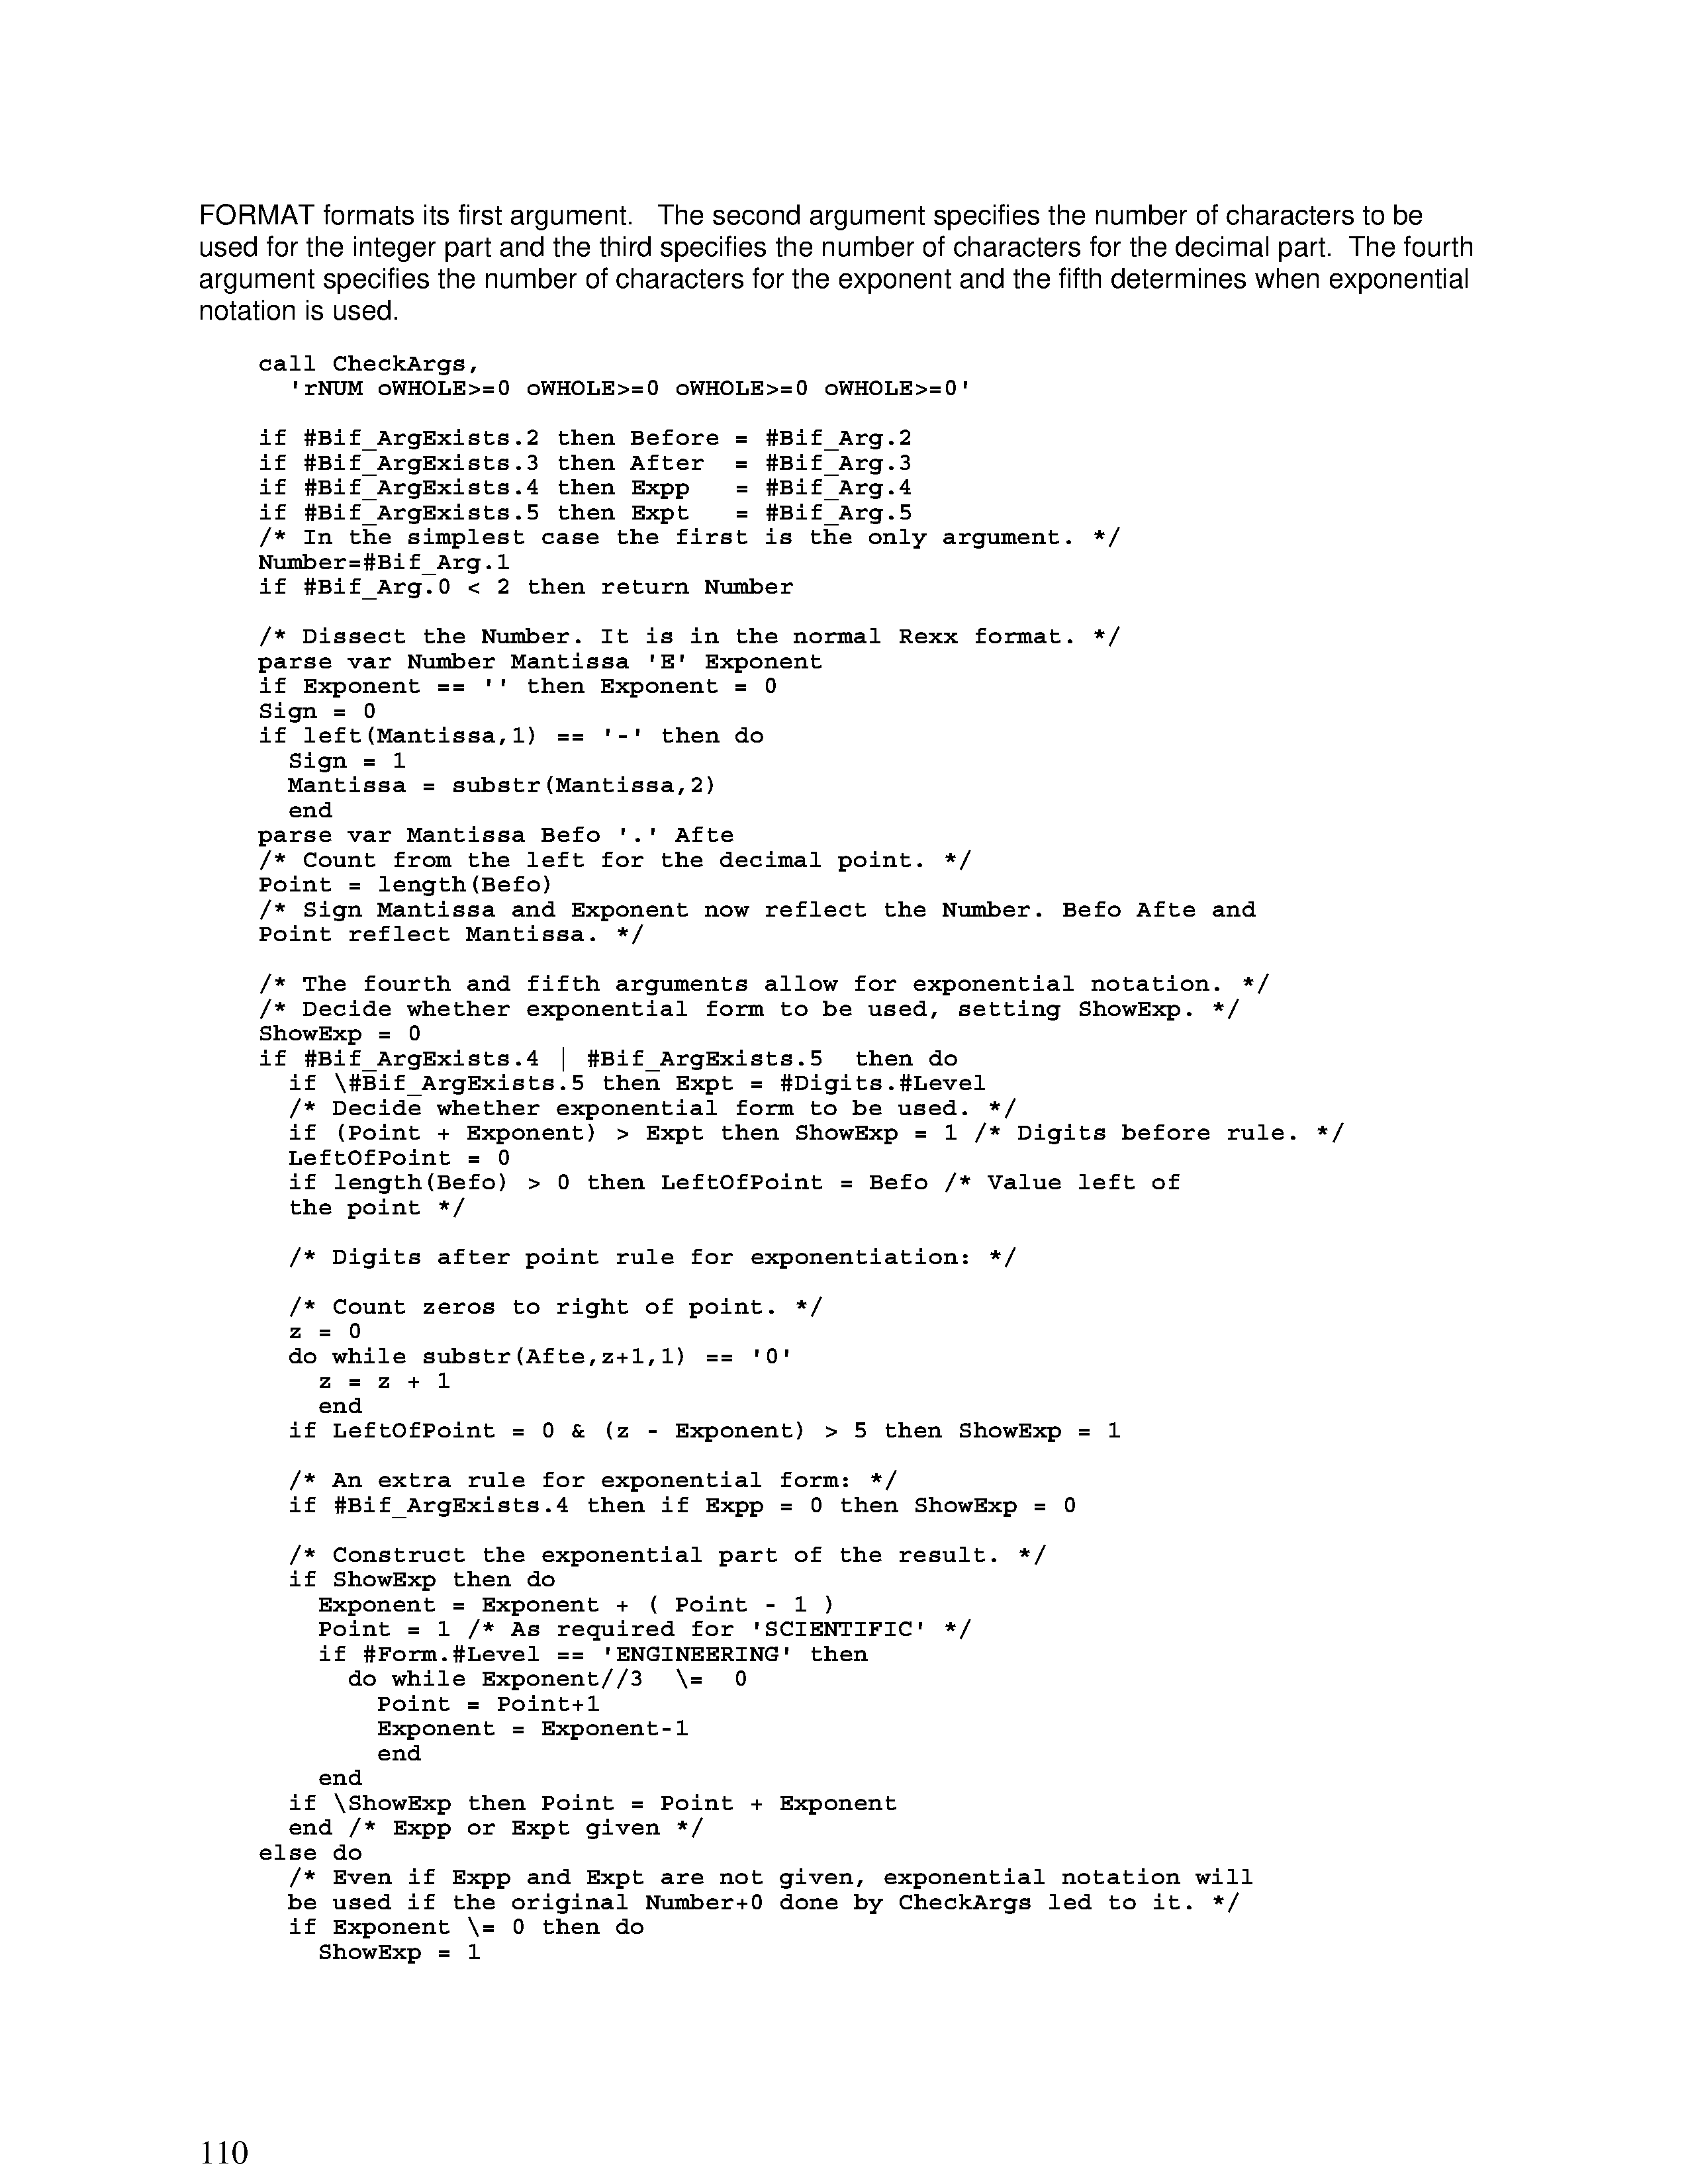 FORMAT formats its first argument.   The second argument specifies the number of characters to be
used for the integer part and the third specifies the number of characters for the decimal part.  The fourth
argument specifies the number of characters for the exponent and the fifth determines when exponential
notation is used.
call CheckArgs,
  'rNUM oWHOLE>=0 oWHOLE>=0 oWHOLE>=0 oWHOLE>=0'
if #Bif_ArgExists.2 then Before = #Bif_Arg.2
if #Bif_ArgExists.3 then After  = #Bif_Arg.3
if #Bif_ArgExists.4 then Expp   = #Bif_Arg.4
if #Bif_ArgExists.5 then Expt   = #Bif_Arg.5
/* In the simplest case the first is the only argument. */
Number=#Bif_Arg.1
if #Bif_Arg.0 < 2 then return Number
/* Dissect the Number. It is in the normal Rexx format. */
parse var Number Mantissa 'E' Exponent
if Exponent == '' then Exponent = 0
Sign = 0
if left(Mantissa,1) == '-' then do
  Sign = 1
  Mantissa = substr(Mantissa,2)
  end
parse var Mantissa Befo '.' Afte
/* Count from the left for the decimal point. */
Point = length(Befo)
/* Sign Mantissa and Exponent now reflect the Number. Befo Afte and
Point reflect Mantissa. */
/* The fourth and fifth arguments allow for exponential notation. */
/* Decide whether exponential form to be used, setting ShowExp. */
ShowExp = 0
if #Bif_ArgExists.4 | #Bif_ArgExists.5  then do
  if \#Bif_ArgExists.5 then Expt = #Digits.#Level
  /* Decide whether exponential form to be used. */
  if (Point + Exponent) > Expt then ShowExp = 1 /* Digits before rule. */
  LeftOfPoint = 0
  if length(Befo) > 0 then LeftOfPoint = Befo /* Value left of
  the point */
  /* Digits after point rule for exponentiation: */
  /* Count zeros to right of point. */
  z = 0
  do while substr(Afte,z+1,1) == '0'
    z = z + 1
    end
  if LeftOfPoint = 0 & (z - Exponent) > 5 then ShowExp = 1
  /* An extra rule for exponential form: */
  if #Bif_ArgExists.4 then if Expp = 0 then ShowExp = 0
  /* Construct the exponential part of the result. */
  if ShowExp then do
    Exponent = Exponent + ( Point - 1 )
    Point = 1 /* As required for 'SCIENTIFIC' */
    if #Form.#Level == 'ENGINEERING' then
      do while Exponent//3  \=  0
        Point = Point+1
        Exponent = Exponent-1
        end
    end
  if \ShowExp then Point = Point + Exponent
  end /* Expp or Expt given */
else do
  /* Even if Expp and Expt are not given, exponential notation will
  be used if the original Number+0 done by CheckArgs led to it. */
  if Exponent \= 0 then do
    ShowExp = 1
110